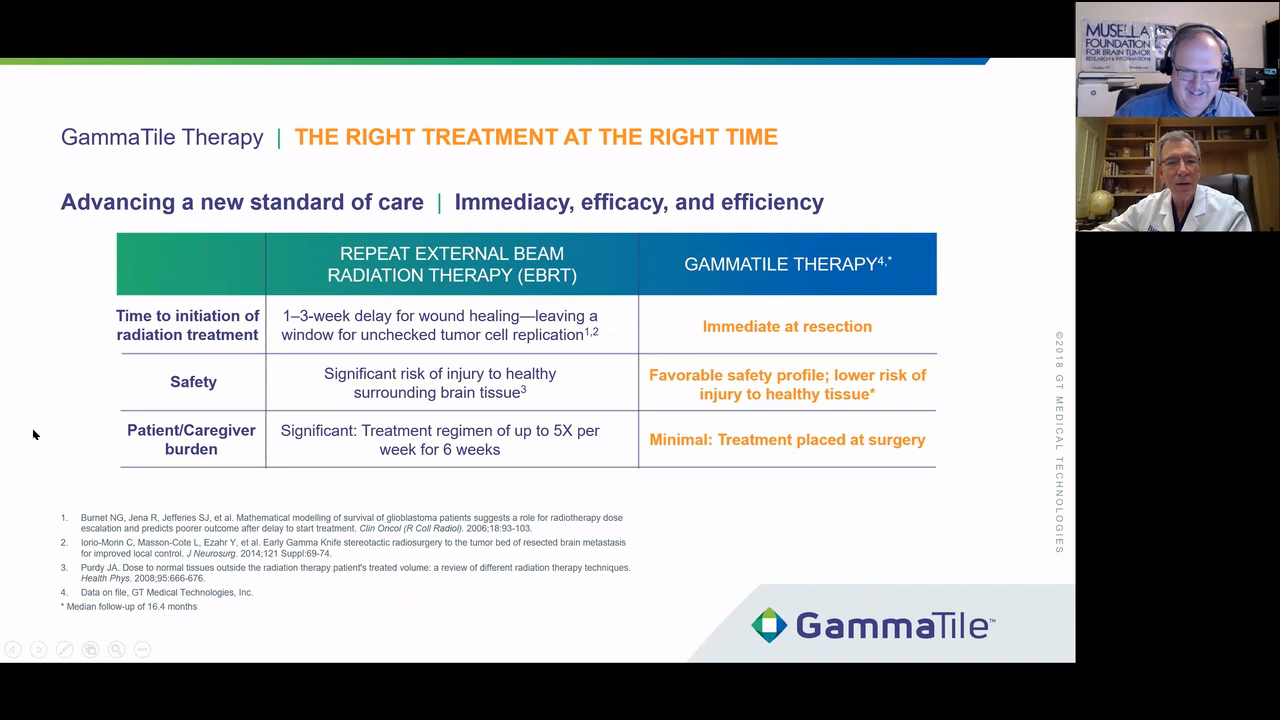 GammaTile Therapy | THE RIGHT TREATMENT AT THE RIGHT TIME
Advancing a new standard of care | Immediacy, efficacy, and efficiency
REPEAT EXTERNAL BEAM
RADIATION THERAPY (EBRT)
GAMMATILE THERAPY4,*
Time to initiation of
radiation treatment
1–3-week delay for wound healing—leaving a
window for unchecked tumor cell replication1,2
Immediate at resection
Safety
Significant risk of injury to healthy
surrounding brain tissue3
Favorable safety profile; lower risk of
injury to healthy tissue*
Patient/Caregiver
burden
Significant: Treatment regimen of up to 5X per
week for 6 weeks
Minimal: Treatment placed at surgery
1. Burnet NG, Jena R, Jefferies SJ, et al. Mathematical modelling of survival of glioblastoma patients suggests a role for radiotherapy dose
escalation and predicts poorer outcome after delay to start treatment. Clin Oncol (R Coll Radiol). 2006;18:93-103.
2. Iorio-Morin C, Masson-Cote L, Ezahr Y, et al. Early Gamma Knife stereotactic radiosurgery to the tumor bed of resected brain metastasis
for improved local control. J Neurosurg. 2014;121 Suppl:69-74.
3. Purdy JA. Dose to normal tissues outside the radiation therapy patient's treated volume: a review of different radiation therapy techniques.
Health Phys. 2008;95:666-676.
4. Data on file, GT Medical Technologies, Inc.
* Median follow-up of 16.4 months
GammaTile™
©2018 GT MEDICAL TECHNOLOGIES
MUSELLA
FOUNDATION
FOR BRAIN TUMOR
RESEARCH & INFORMATION
hp